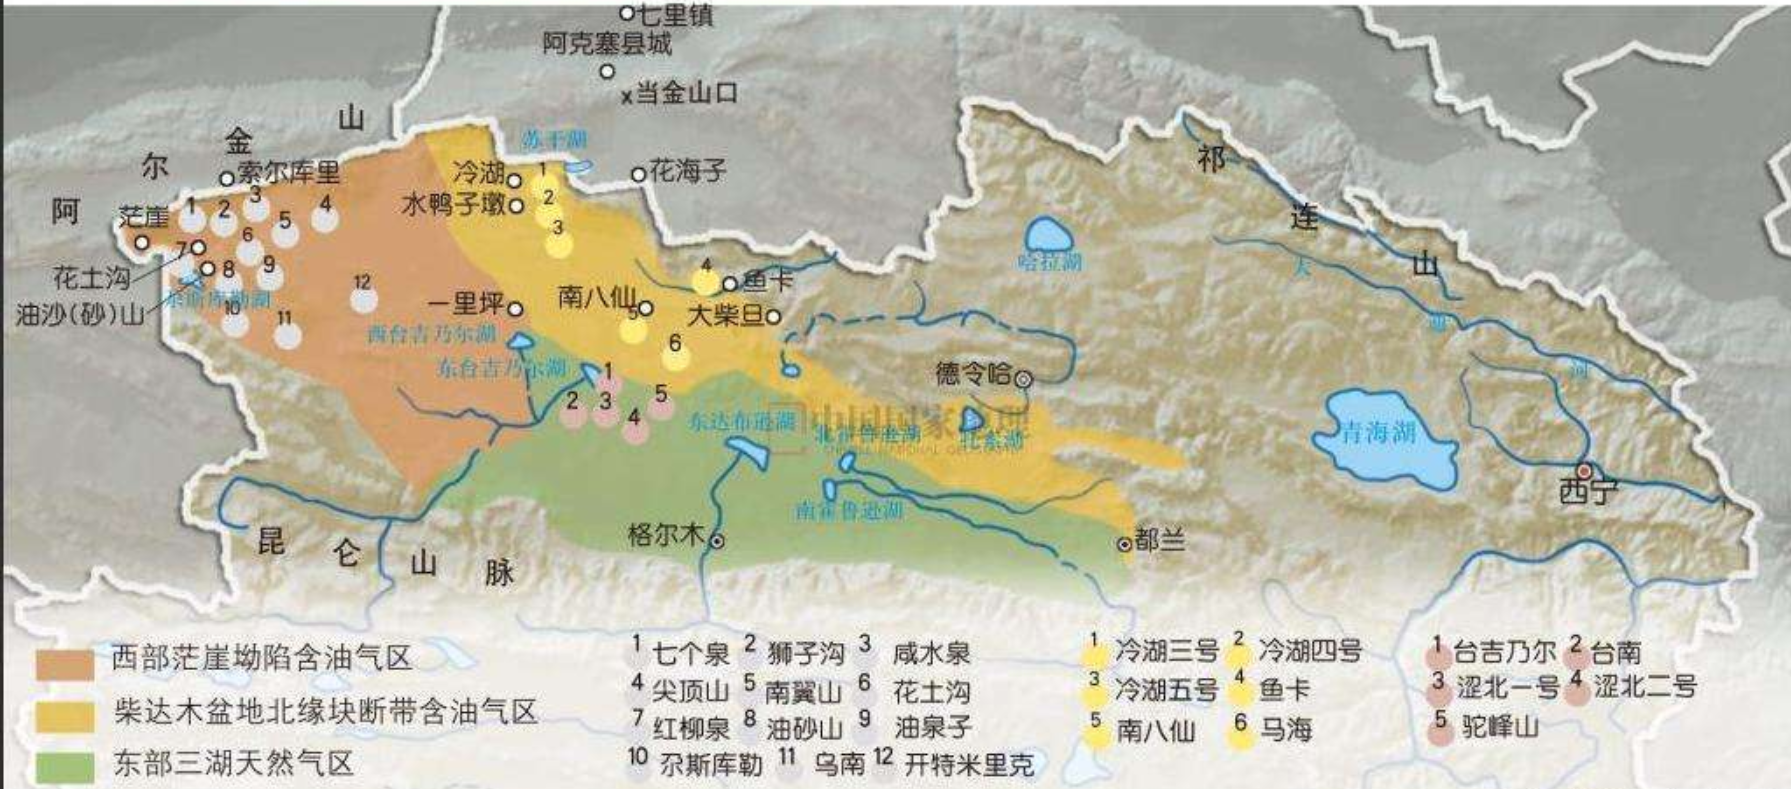 七里镇
阿克塞县城
当金山口
阿尔金山
苏干湖
索尔库里
冷湖
1
花海子
祁连山
水鸭子墩
2
茫崖
1
2
3
4
5
3
7
6
哈拉湖
大
花土沟
8
9
12
4
鱼卡
油沙(砂)山
尕斯库勒湖
一里坪
南八仙
5
大柴旦
10
11
西台吉乃尔湖
6
河
东台吉乃尔湖
1
德令哈
河
2
3
4
5
东达布逊湖
中国国家地理
北霍鲁逊湖
青海湖
西宁
南霍鲁逊湖
昆仑山脉
格尔木
都兰
西部茫崖坳陷含油气区
柴达木盆地北缘块断带含油气区
东部三湖天然气区
1 七个泉 2 狮子沟 3 咸水泉
4 尖顶山 5 南翼山 6 花土沟
7 红柳泉 8 油砂山 9 油泉子
10 尕斯库勒 11 乌南 12 开特米里克
1 冷湖三号 2 冷湖四号
3 冷湖五号 4 鱼卡
5 南八仙 6 马海
1 台吉乃尔 2 台南
3 涩北一号 4 涩北二号
5 驼峰山